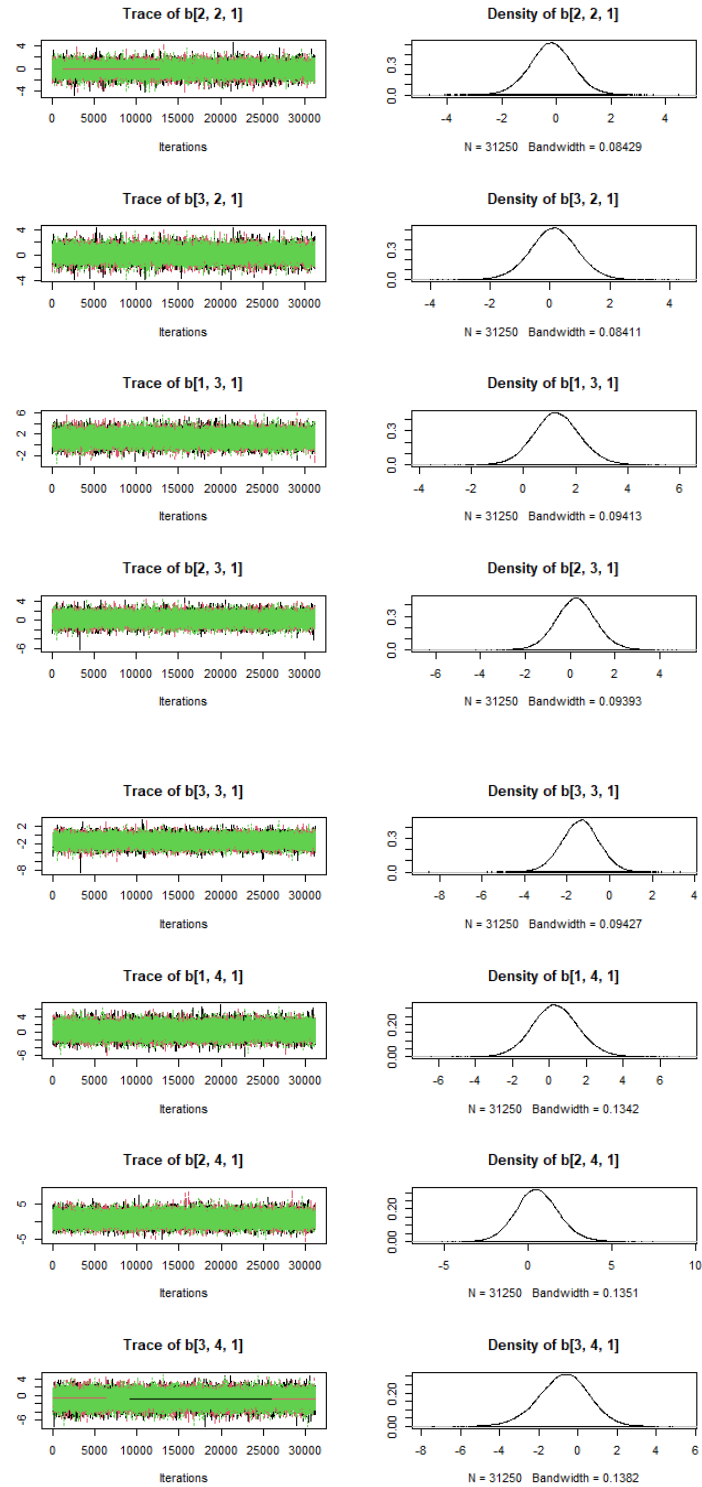 Trace of b[2, 2, 1]
4
0
-4
0 5000 10000 15000 20000 25000 30000
Iterations
Density of b[2, 2, 1]
0.3
0.0
-4 -2 0 2 4
N = 31250 Bandwidth = 0.08429
Trace of b[3, 2, 1]
4
0
-4
0 5000 10000 15000 20000 25000 30000
Iterations
Density of b[3, 2, 1]
0.3
0.0
-4 -2 0 2 4
N = 31250 Bandwidth = 0.08411
Trace of b[1, 3, 1]
6
2
-2
0 5000 10000 15000 20000 25000 30000
Iterations
Density of b[1, 3, 1]
0.3
0.0
-4 -2 0 2 4 6
N = 31250 Bandwidth = 0.09413
Trace of b[2, 3, 1]
4
0
-6
0 5000 10000 15000 20000 25000 30000
Iterations
Density of b[2, 3, 1]
0.3
0.0
-6 -4 -2 0 2 4
N = 31250 Bandwidth = 0.09393
Trace of b[3, 3, 1]
2
-2
-8
0 5000 10000 15000 20000 25000 30000
Iterations
Density of b[3, 3, 1]
0.3
0.0
-8 -6 -4 -2 0 2 4
N = 31250 Bandwidth = 0.09427
Trace of b[1, 4, 1]
4
0
-6
0 5000 10000 15000 20000 25000 30000
Iterations
Density of b[1, 4, 1]
0.20
0.00
-6 -4 -2 0 2 4 6
N = 31250 Bandwidth = 0.1342
Trace of b[2, 4, 1]
5
-5
0 5000 10000 15000 20000 25000 30000
Iterations
Density of b[2, 4, 1]
0.20
0.00
-5 0 5 10
N = 31250 Bandwidth = 0.1351
Trace of b[3, 4, 1]
4
0
-6
0 5000 10000 15000 20000 25000 30000
Iterations
Density of b[3, 4, 1]
0.20
0.00
-8 -6 -4 -2 0 2 4 6
N = 31250 Bandwidth = 0.1382